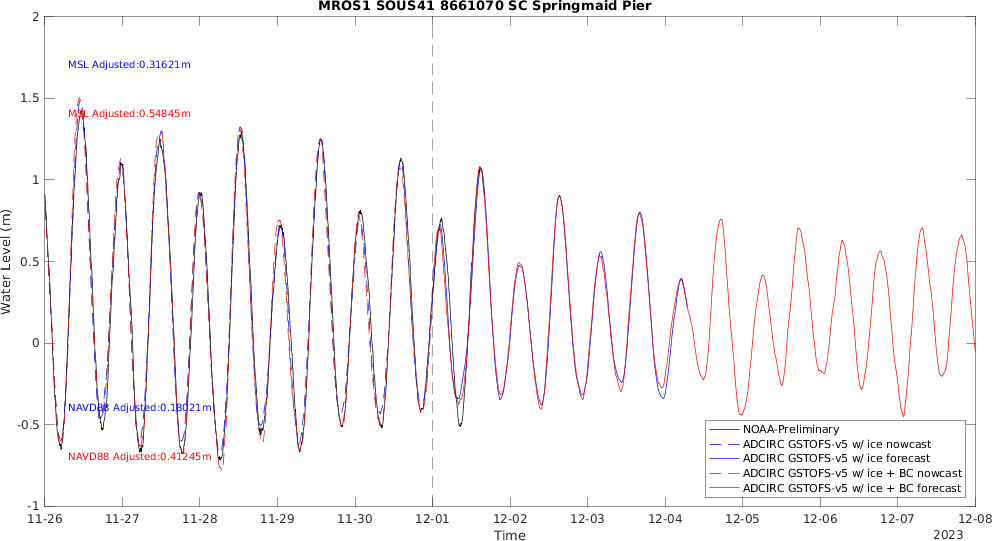 MROS1 SOUS41 8661070 SC Springmaid Pier
2
1.5
1
0.5
0
-0.5
-1
Water Level (m)
MSL Adjusted:0.31621m
MSL Adjusted:0.54845m
NAVD88 Adjusted:0.18021m
NAVD88 Adjusted:0.41245m
NOAA-Preliminary
ADCIRC GSTOFS-v5 w/ ice nowcast
ADCIRC GSTOFS-v5 w/ ice forecast
ADCIRC GSTOFS-v5 w/ ice + BC nowcast
ADCIRC GSTOFS-v5 w/ ice + BC forecast
11-26 11-27 11-28 11-29 11-30 12-01 12-02 12-03 12-04 12-05 12-06 12-07 12-08
Time
2023